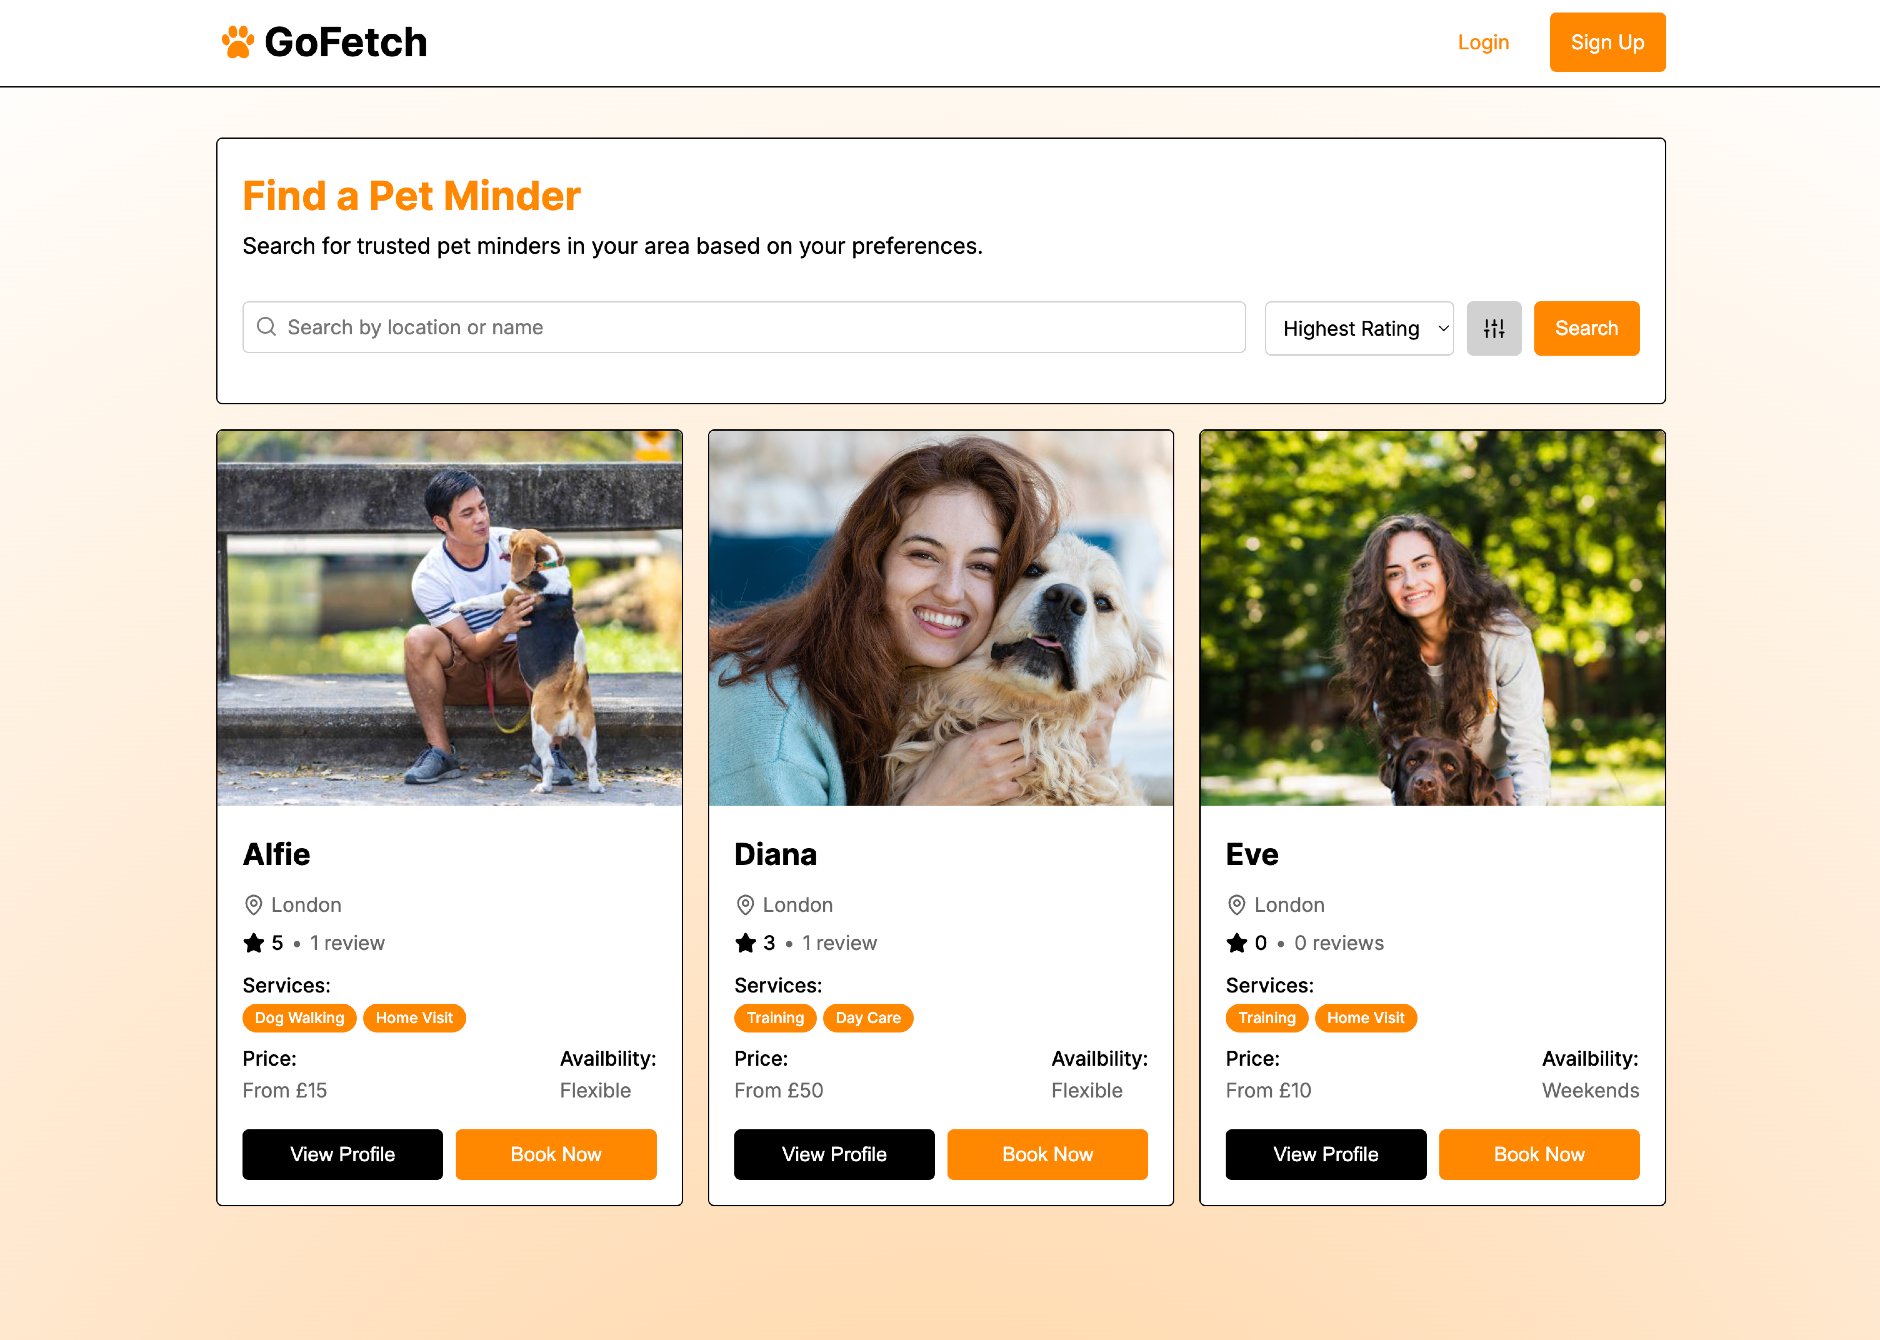 GoFetch
Login
Sign Up
Find a Pet Minder
Search for trusted pet minders in your area based on your preferences.
Search by location or name
Highest Rating
Search
Alfie
London
5 • 1 review
Services:
Dog Walking Home Visit
Price: Availbility:
From £15 Flexible
View Profile Book Now
Diana
London
3 • 1 review
Services:
Training Day Care
Price: Availbility:
From £50 Flexible
View Profile Book Now
Eve
London
0 • 0 reviews
Services:
Training Home Visit
Price: Availbility:
From £10 Weekends
View Profile Book Now